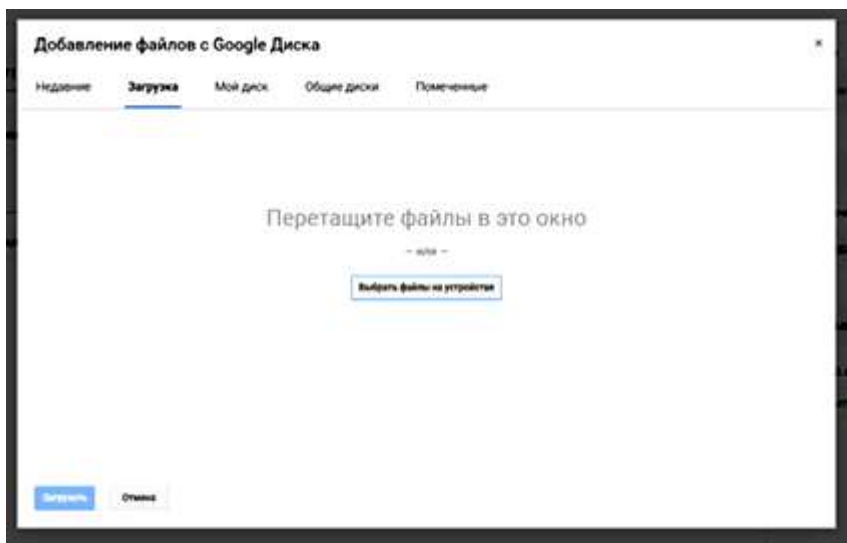 Добавление файлов с Google Диска ×
Недавние Загрузка Мой диск Общие диски Помеченные
Перетащите файлы в это окно
– или –
Выбрать файлы на устройстве
Загрузить Отмена